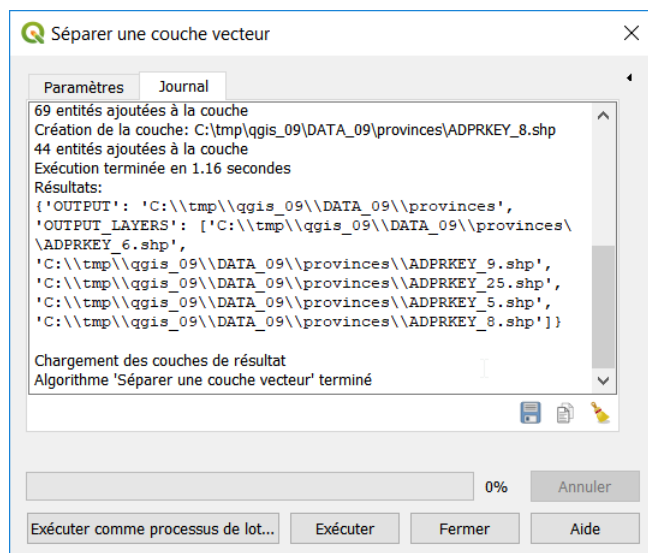 Séparer une couche vecteur
Paramètres
Journal
69 entités ajoutées à la couche
Création de la couche: C:\tmp\qgis_09\DATA_09\provinces\ADPRKEY_8.shp
44 entités ajoutées à la couche
Exécution terminée en 1.16 secondes
Résultats:
{'OUTPUT': 'C:\\tmp\\qgis_09\\DATA_09\\provinces',
'OUTPUT_LAYERS': ['C:\\tmp\\qgis_09\\DATA_09\\provinces\
\ADPRKEY_6.shp',
'C:\\tmp\\qgis_09\\DATA_09\\provinces\\ADPRKEY_9.shp',
'C:\\tmp\\qgis_09\\DATA_09\\provinces\\ADPRKEY_25.shp',
'C:\\tmp\\qgis_09\\DATA_09\\provinces\\ADPRKEY_5.shp',
'C:\\tmp\\qgis_09\\DATA_09\\provinces\\ADPRKEY_8.shp']}
Chargement des couches de résultat
Algorithme 'Séparer une couche vecteur' terminé
0%
Annuler
Exécuter comme processus de lot...
Exécuter
Fermer
Aide